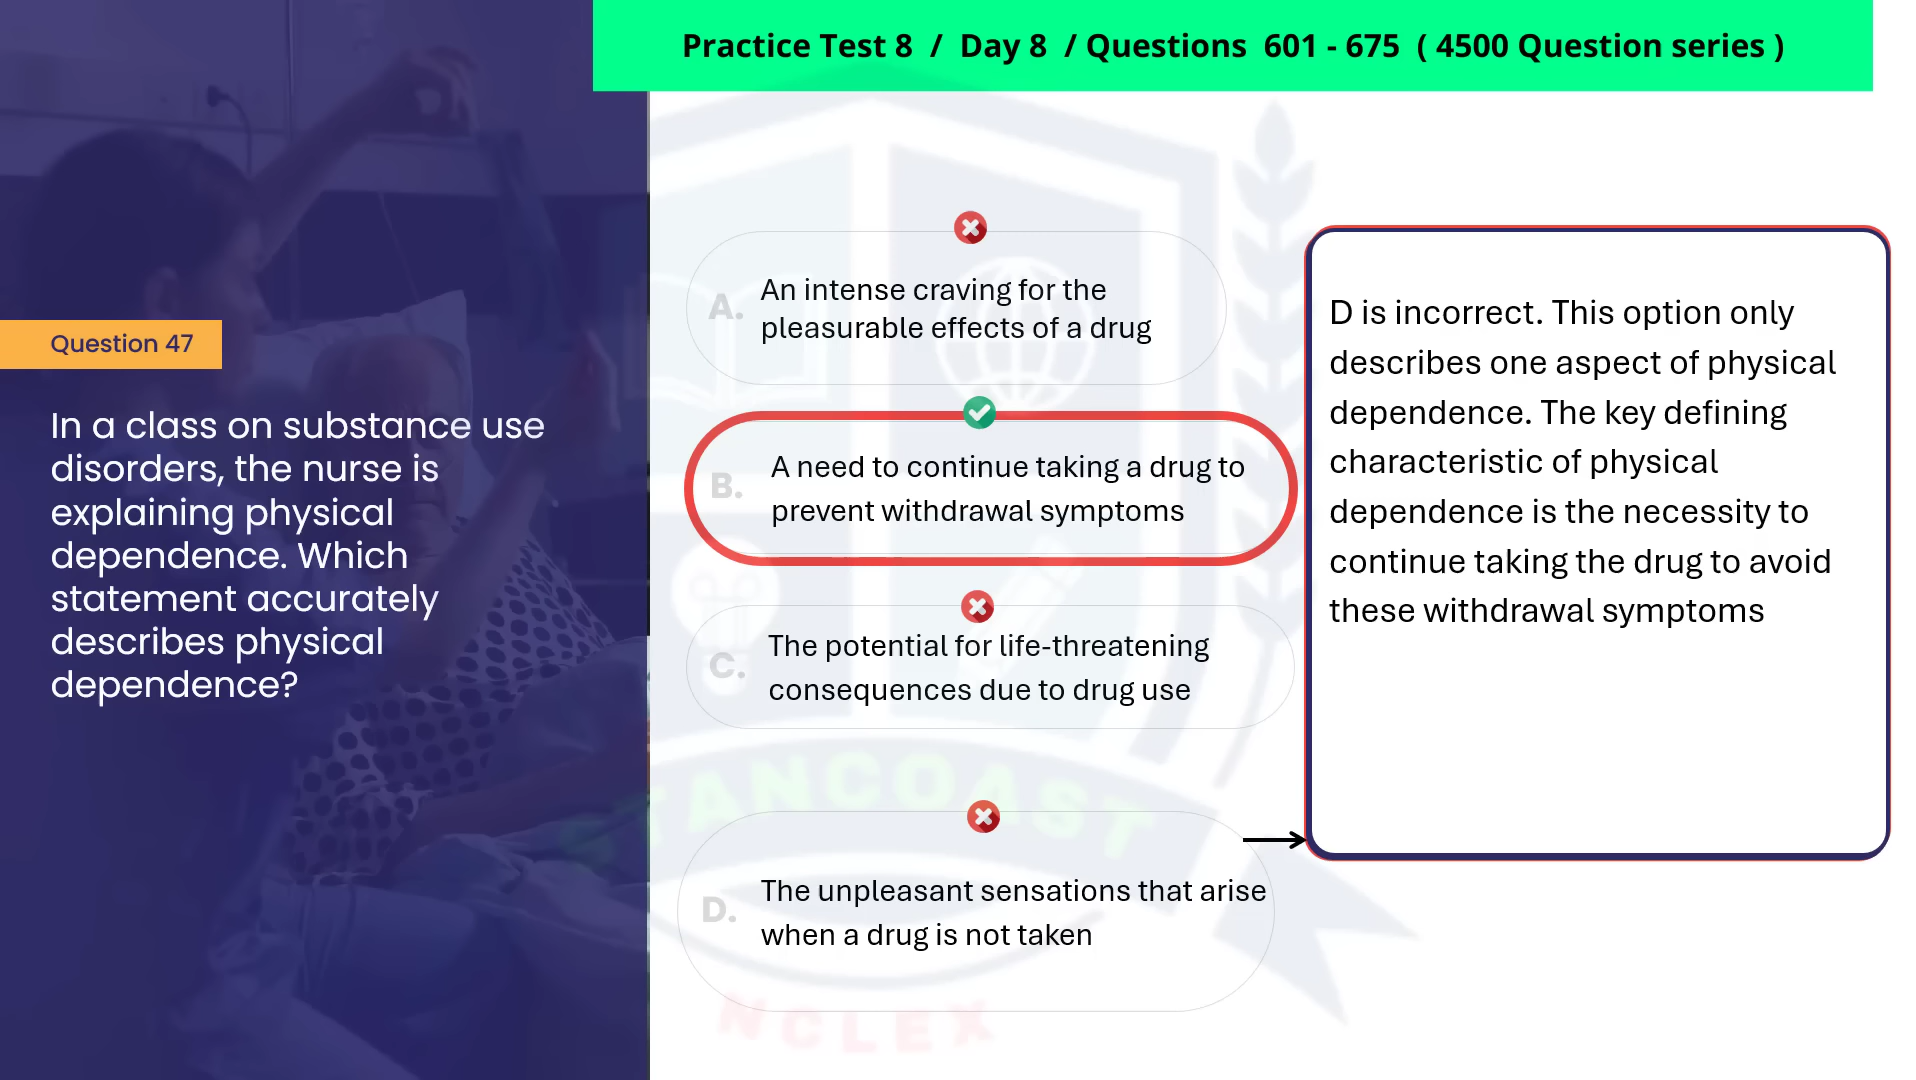 Practice Test 8 / Day 8 / Questions 601 - 675 ( 4500 Question series )
Question 47
In a class on substance use
disorders, the nurse is
explaining physical
dependence. Which
statement accurately
describes physical
dependence?
A.
An intense craving for the
pleasurable effects of a drug
B.
A need to continue taking a drug to
prevent withdrawal symptoms
C.
The potential for life-threatening
consequences due to drug use
D.
The unpleasant sensations that arise
when a drug is not taken
D is incorrect. This option only
describes one aspect of physical
dependence. The key defining
characteristic of physical
dependence is the necessity to
continue taking the drug to avoid
these withdrawal symptoms
TANCOAST
NCLEX